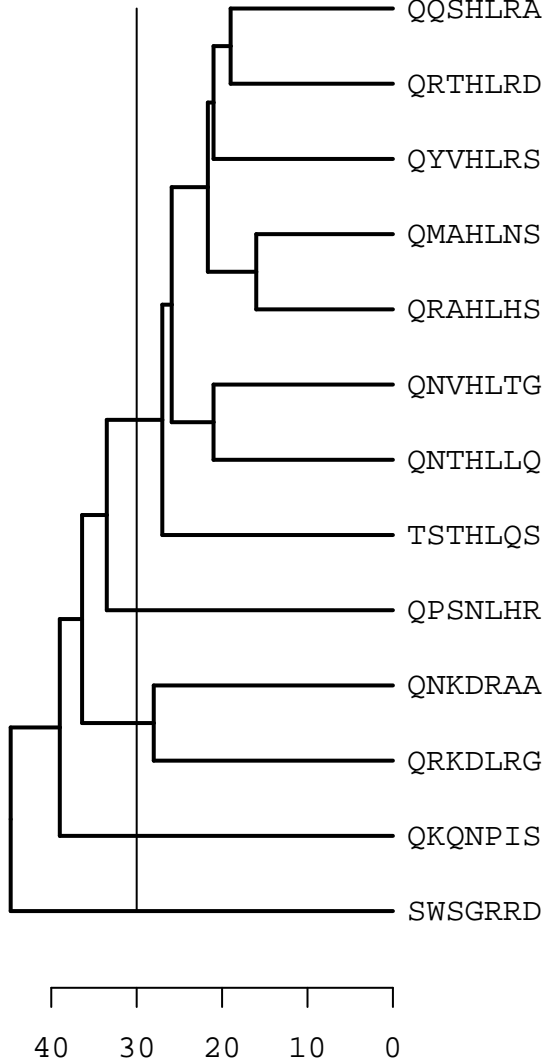 QQSHLRA
QRTHLRD
QYVHLRS
QMAHLNS
QRAHLHS
QNVHLTG
QNTHLLQ
TSTHLQS
QPSNLHR
QNKDRAA
QRKDLRG
QKQNPIS
SWSGRRD
40 30 20 10 0